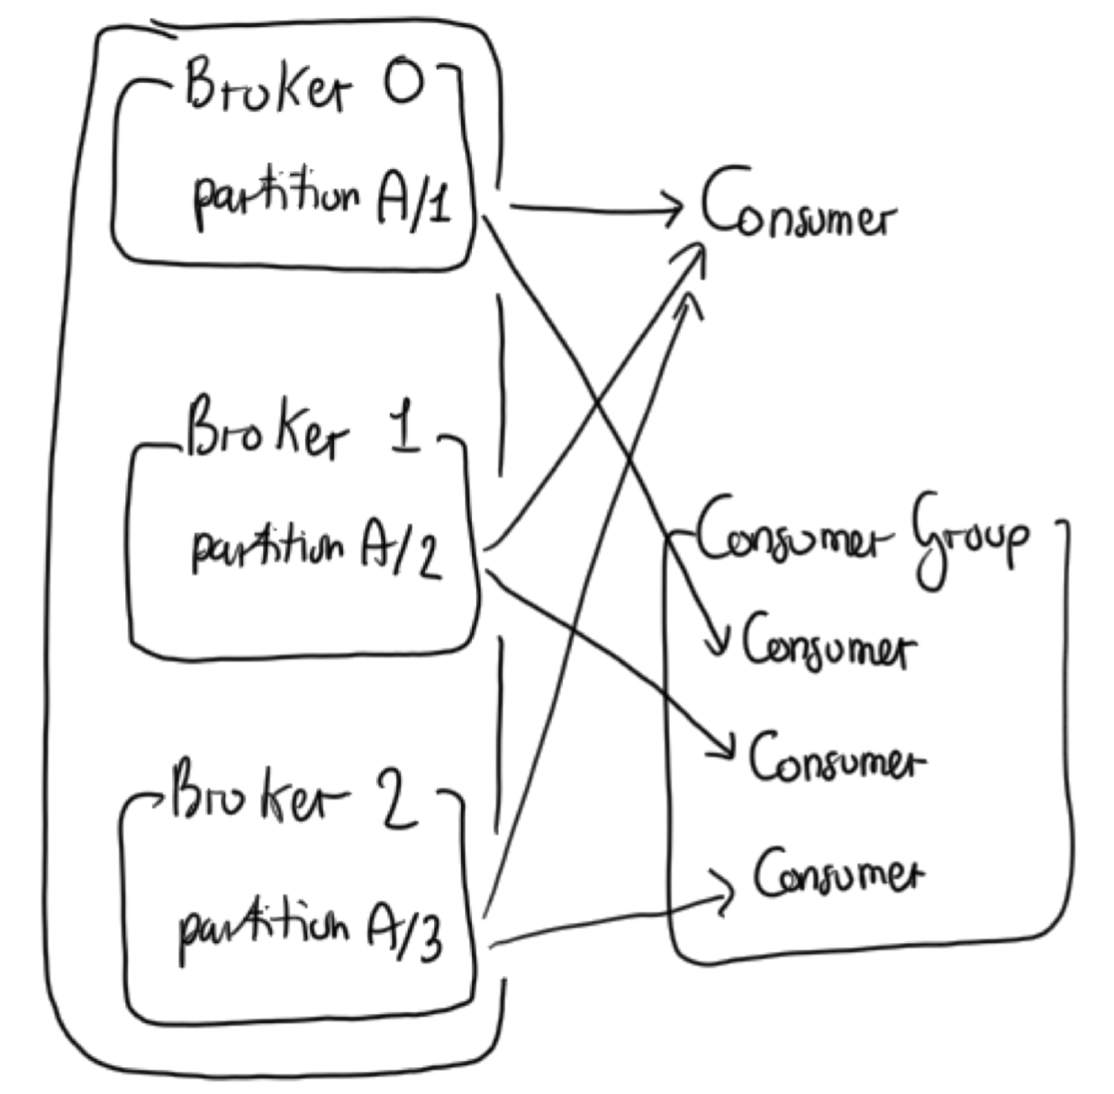 Broker 0
partition A/1
Consumer
Broker 1
partition A/2
Consumer Group
Consumer
Consumer
Consumer
Broker 2
partition A/3